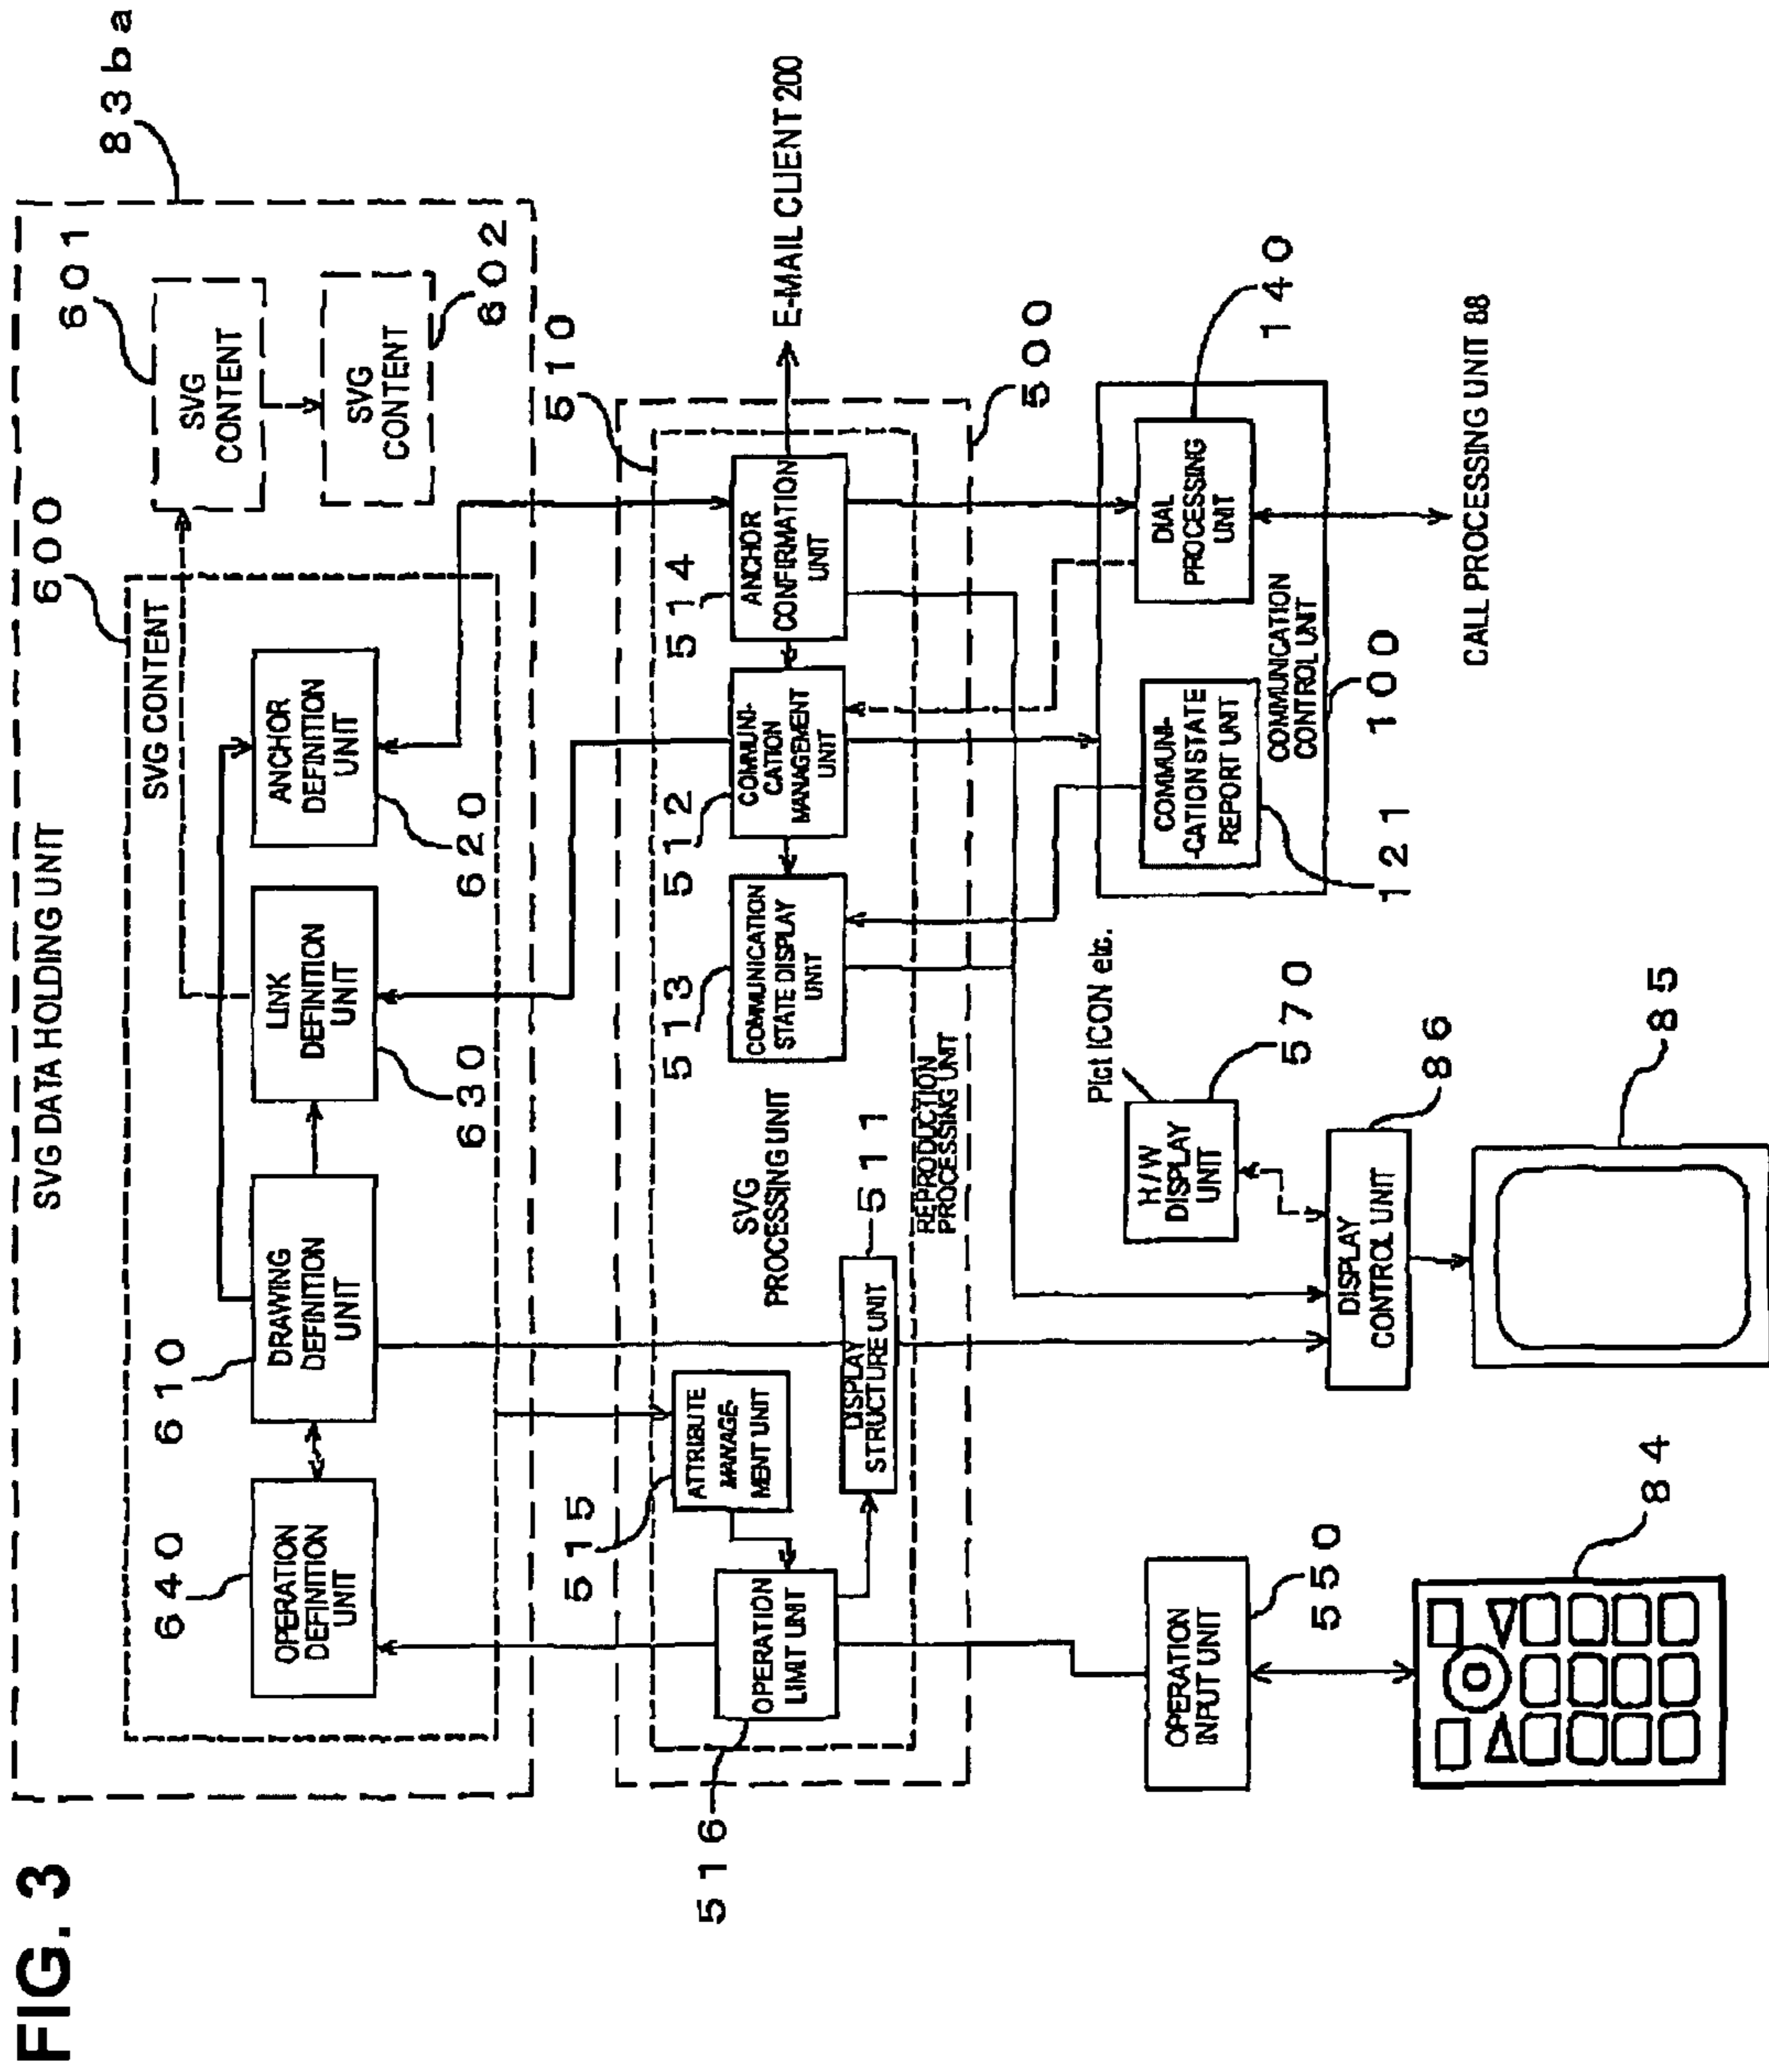 FIG. 3
SVG DATA HOLDING UNIT
83ba
600
SVG CONTENT
601
SVG
CONTENT
SVG
CONTENT
602
640
OPERATION
DEFINITION
UNIT
610
DRAWING
DEFINITION
UNIT
LINK
DEFINITION
UNIT
630
ANCHOR
DEFINITION
UNIT
620
510
516
OPERATION
LIMIT UNIT
515
ATTRIBUTE
MANAGE-
MENT UNIT
SVG
PROCESSING UNIT
DISPLAY
STRUCTURE UNIT
511
513
COMMUNICATION
STATE DISPLAY
UNIT
512
COMMUNI-
CATION
MANAGEMENT
UNIT
514
ANCHOR
CONFIRMATION
UNIT
E-MAIL CLIENT 200
REPRODUCTION
PROCESSING UNIT
500
OPERATION
INPUT UNIT
550
84
Pict ICON etc.
H/W
DISPLAY
UNIT
570
DISPLAY
CONTROL UNIT
86
85
COMMUNI-
-CATION STATE
REPORT UNIT
121
DIAL
PROCESSING
UNIT
140
COMMUNICATION
CONTROL UNIT
100
CALL PROCESSING UNIT 88